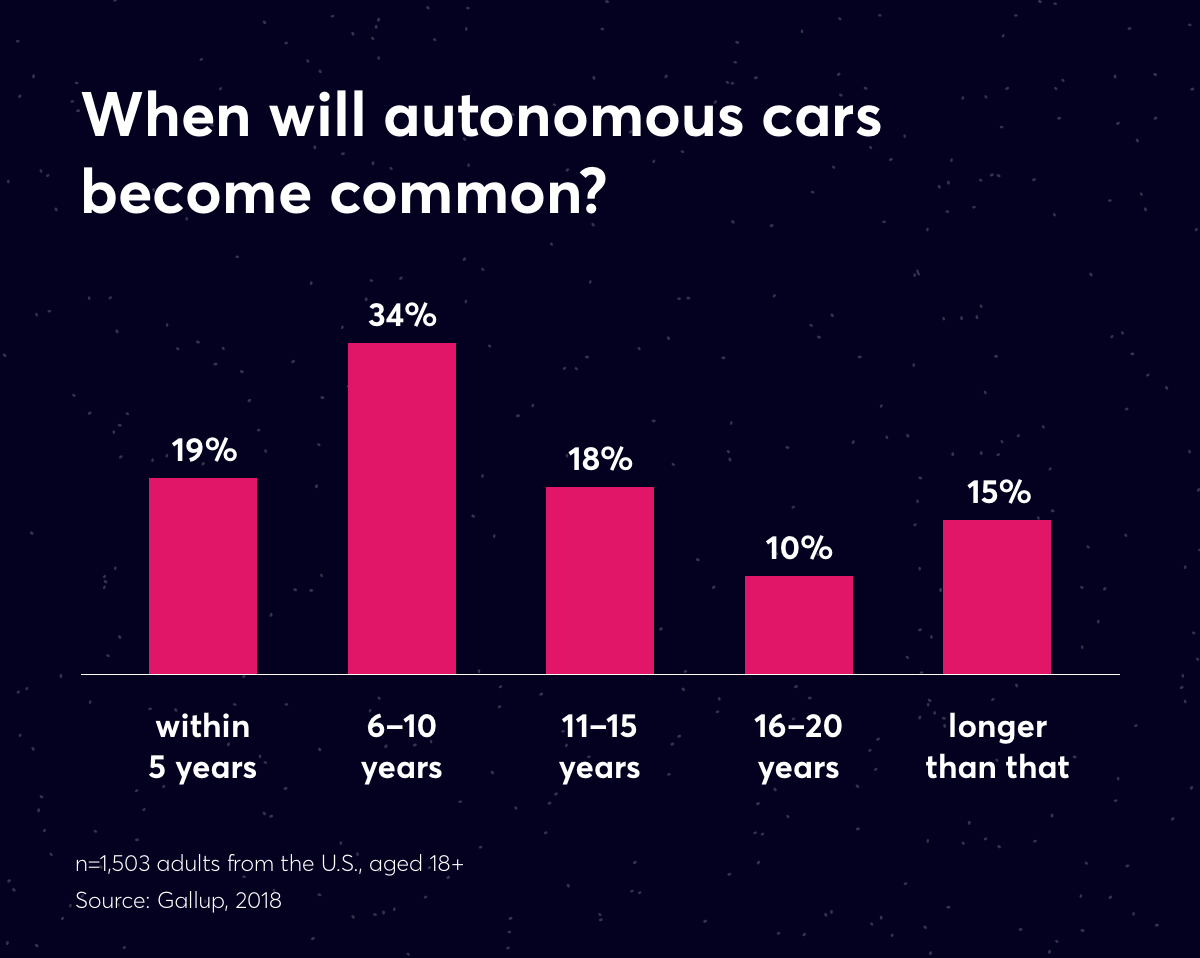 When will autonomous cars
become common?
19%
34%
18%
10%
15%
within
5 years
6–10
years
11–15
years
16–20
years
longer
than that
n=1,503 adults from the U.S., aged 18+
Source: Gallup, 2018